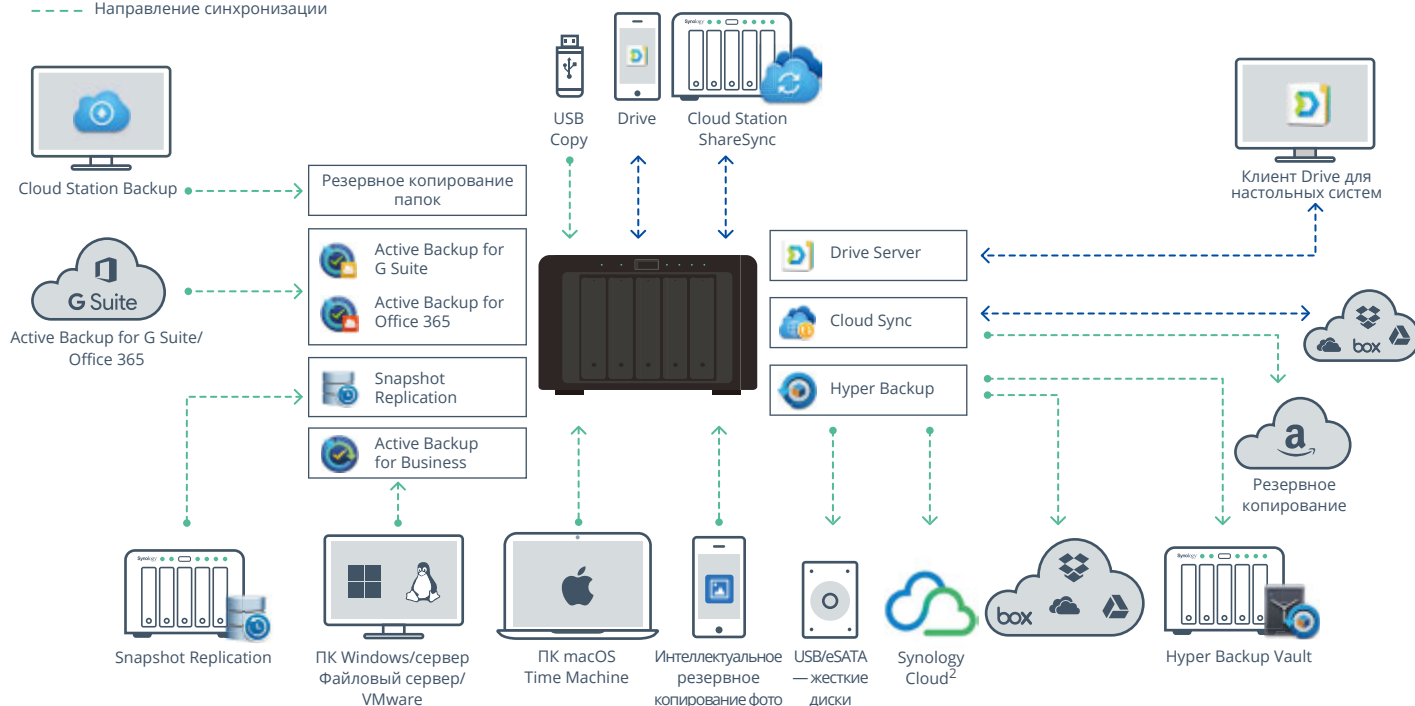 Направление синхронизации
Synology
USB
Copy
Drive
Cloud Station
ShareSync
Cloud Station Backup
Резервное копирование
папок
Клиент Drive для
настольных систем
G Suite
Active Backup for G Suite/
Office 365
Active Backup for
G Suite
Active Backup for
Office 365
Snapshot
Replication
Active Backup
for Business
Drive Server
Cloud Sync
Hyper Backup
box
a
Резервное
копирование
Synology
Snapshot Replication
ПК Windows/сервер
Файловый сервер/
VMware
ПК macOS
Time Machine
Интеллектуальное
резервное
копирование фото
USB/eSATA
— жесткие
диски
Synology
Cloud2
box
Synology
Hyper Backup Vault